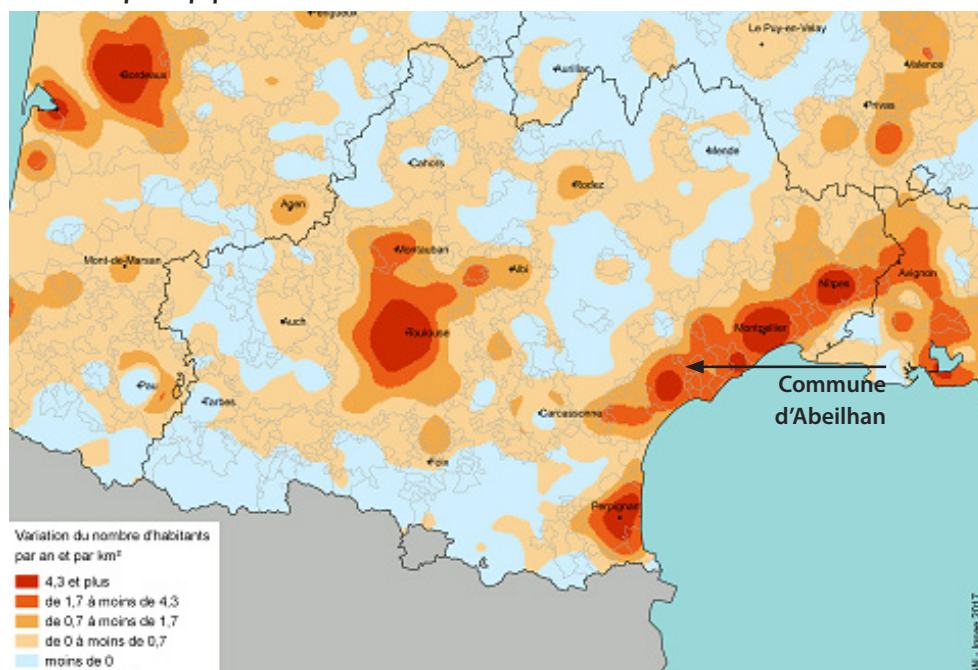 Bordeaux
Périgueux
Aurillac
Le Puy-en-Velay
Valence
Privas
Cahors
Mende
Rodez
Agen
Mont-de-Marsan
Montauban
Albi
Nîmes
Avignon
Auch
Toulouse
Montpellier
Pau
Tarbes
Carcassonne
Commune
d'Abeilhan
Foix
Perpignan
Variation du nombre d'habitants
par an et par km²
4,3 et plus
de 1,7 à moins de 4,3
de 0,7 à moins de 1,7
de 0 à moins de 0,7
moins de 0
Insee 2017